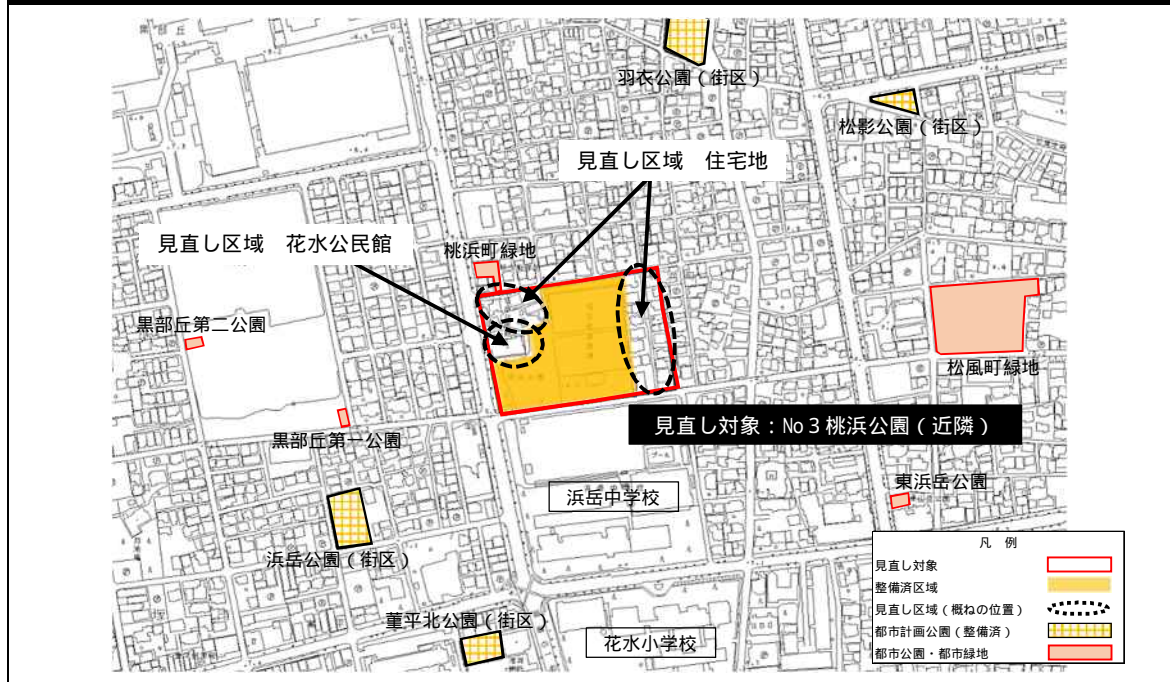 黒部丘
羽衣公園（街区）
松影公園（街区）
見直し区域　住宅地
見直し区域　花水公民館
桃浜町緑地
黒部丘第二公園
松風町緑地
見直し対象：No３桃浜公園（近隣）
黒部丘第一公園
プール
浜岳中学校
東浜岳公園
浜岳公園（街区）
菫平北公園（街区）
花水小学校
凡　例
見直し対象
整備済区域
見直し区域（概ねの位置）
都市計画公園（整備済）
都市公園・都市緑地